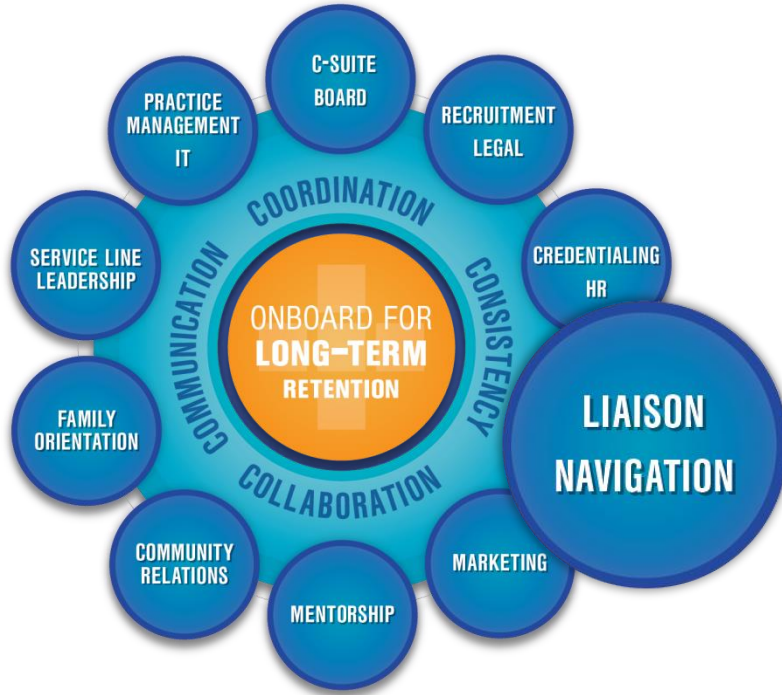 C-SUITE
BOARD
RECRUITMENT
LEGAL
CREDENTIALING
HR
LIAISON
NAVIGATION
MARKETING
MENTORSHIP
COMMUNITY
RELATIONS
FAMILY
ORIENTATION
SERVICE LINE
LEADERSHIP
PRACTICE
MANAGEMENT
IT
COORDINATION
CONSISTENCY
COLLABORATION
COMMUNICATION
ONBOARD FOR
LONG-TERM
RETENTION